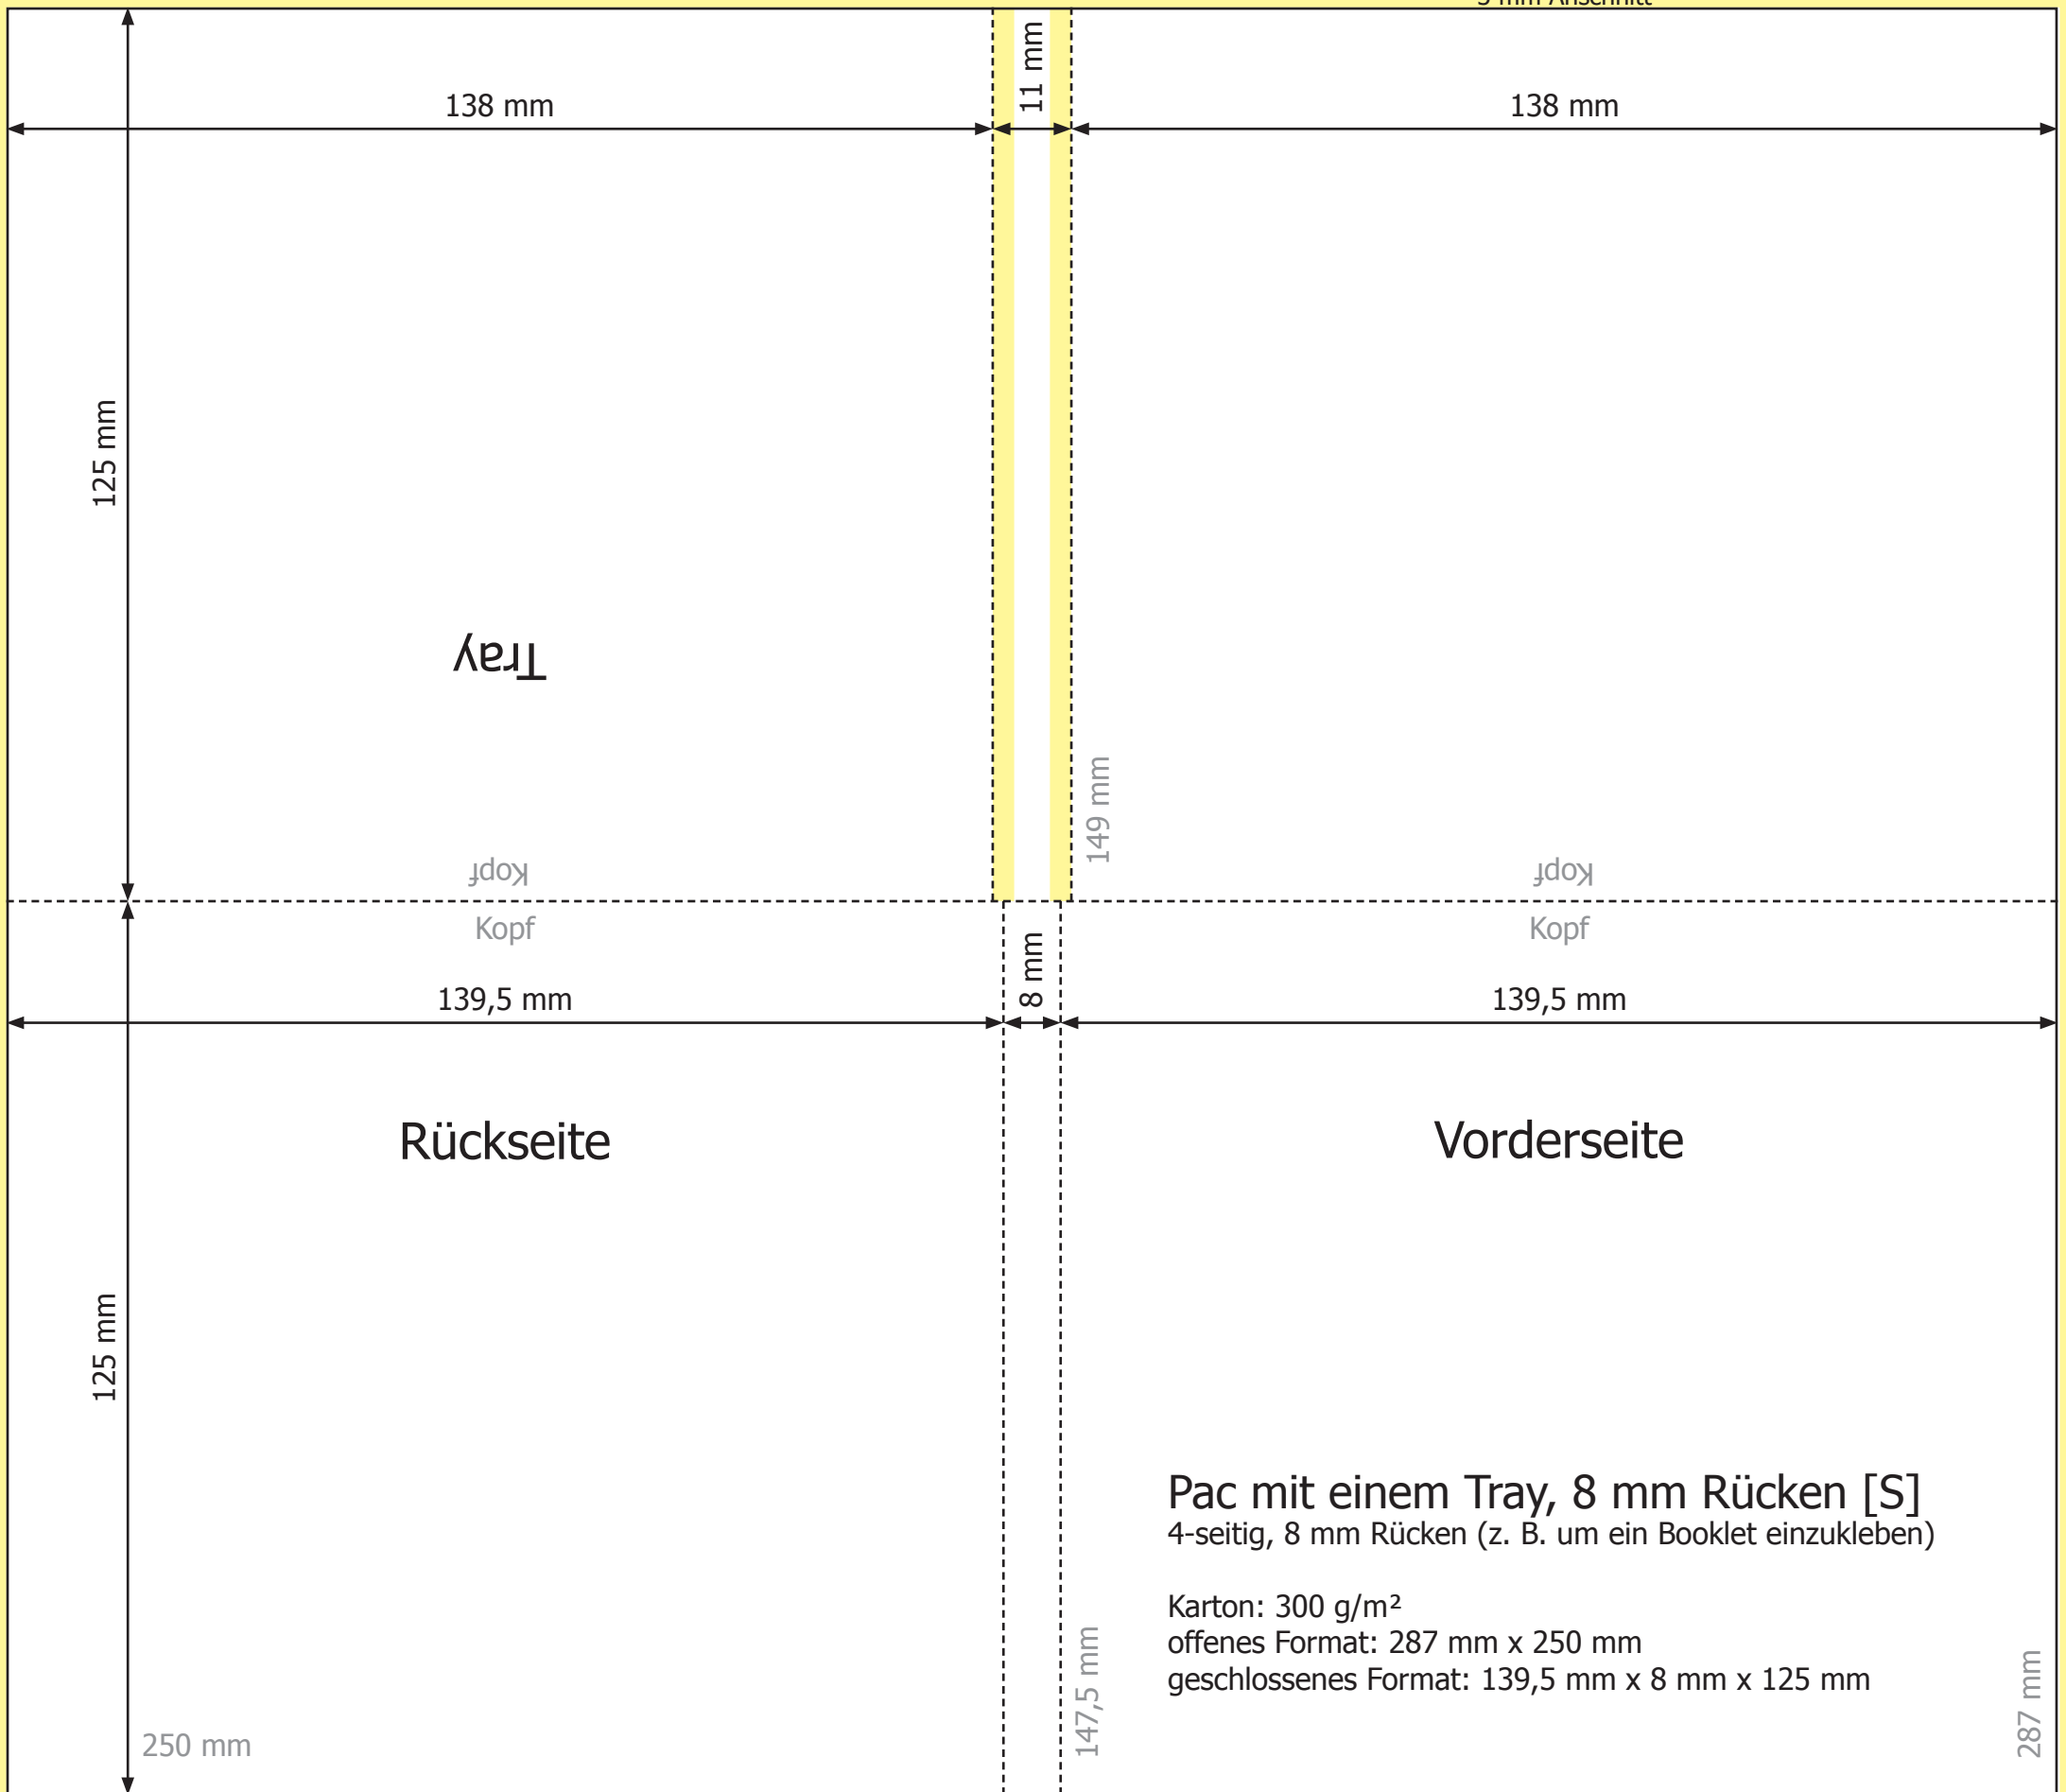 138 mm
11 mm
138 mm
125 mm
Tray
149 mm
Kopf
Kopf
Kopf
Kopf
139,5 mm
8 mm
139,5 mm
Rückseite
Vorderseite
125 mm
Pac mit einem Tray, 8 mm Rücken [S]
4-seitig, 8 mm Rücken (z. B. um ein Booklet einzukleben)
Karton: 300 g/m²
offenes Format: 287 mm x 250 mm
geschlossenes Format: 139,5 mm x 8 mm x 125 mm
250 mm
147,5 mm
287 mm